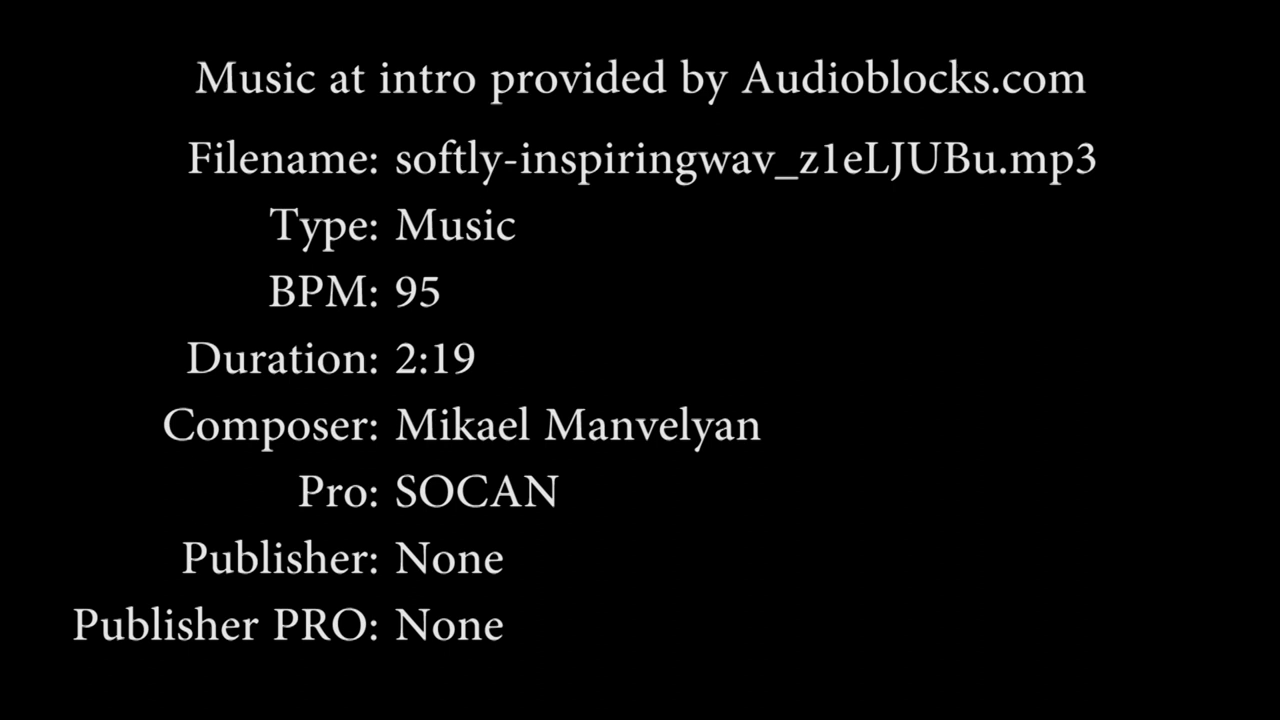 Music at intro provided by Audioblocks.com
Filename: softly-inspiringwav_z1eLJUBu.mp3
Type: Music
BPM: 95
Duration: 2:19
Composer: Mikael Manvelyan
Pro: SOCAN
Publisher: None
Publisher PRO: None